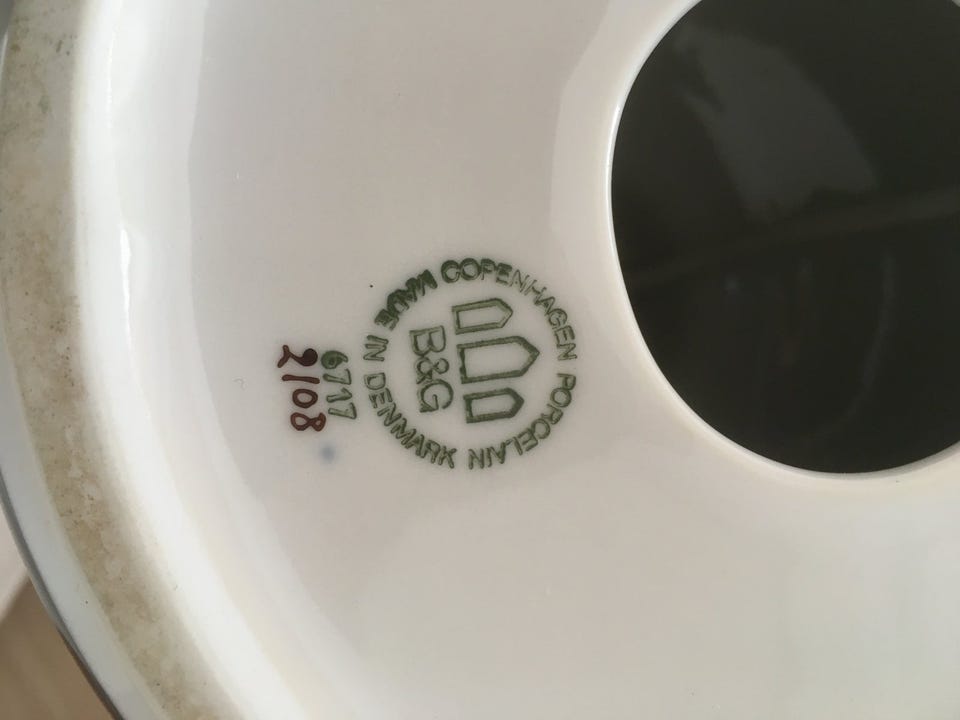 COPENHAGEN PORCELAIN
MADE IN DENMARK
B&G
6717
2108